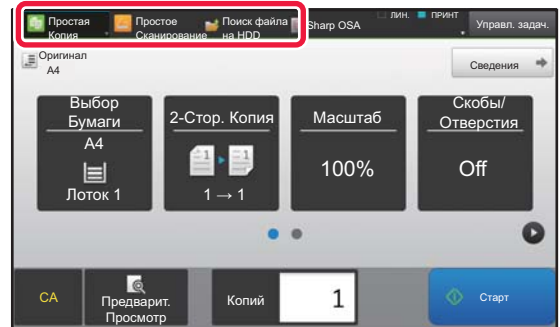 Простая Простое Поиск файла Sharp OSA ЛИН. ПРИНТ Управл. задач.
Копия Сканирование на HDD
Оригинал
A4
Сведения
Выбор Бумаги
A4
Лоток 1
2-Стор. Копия
1 → 1
Масштаб
100%
Скобы/
Отверстия
Off
CA
Предварит.
Просмотр
Копий
1
Старт